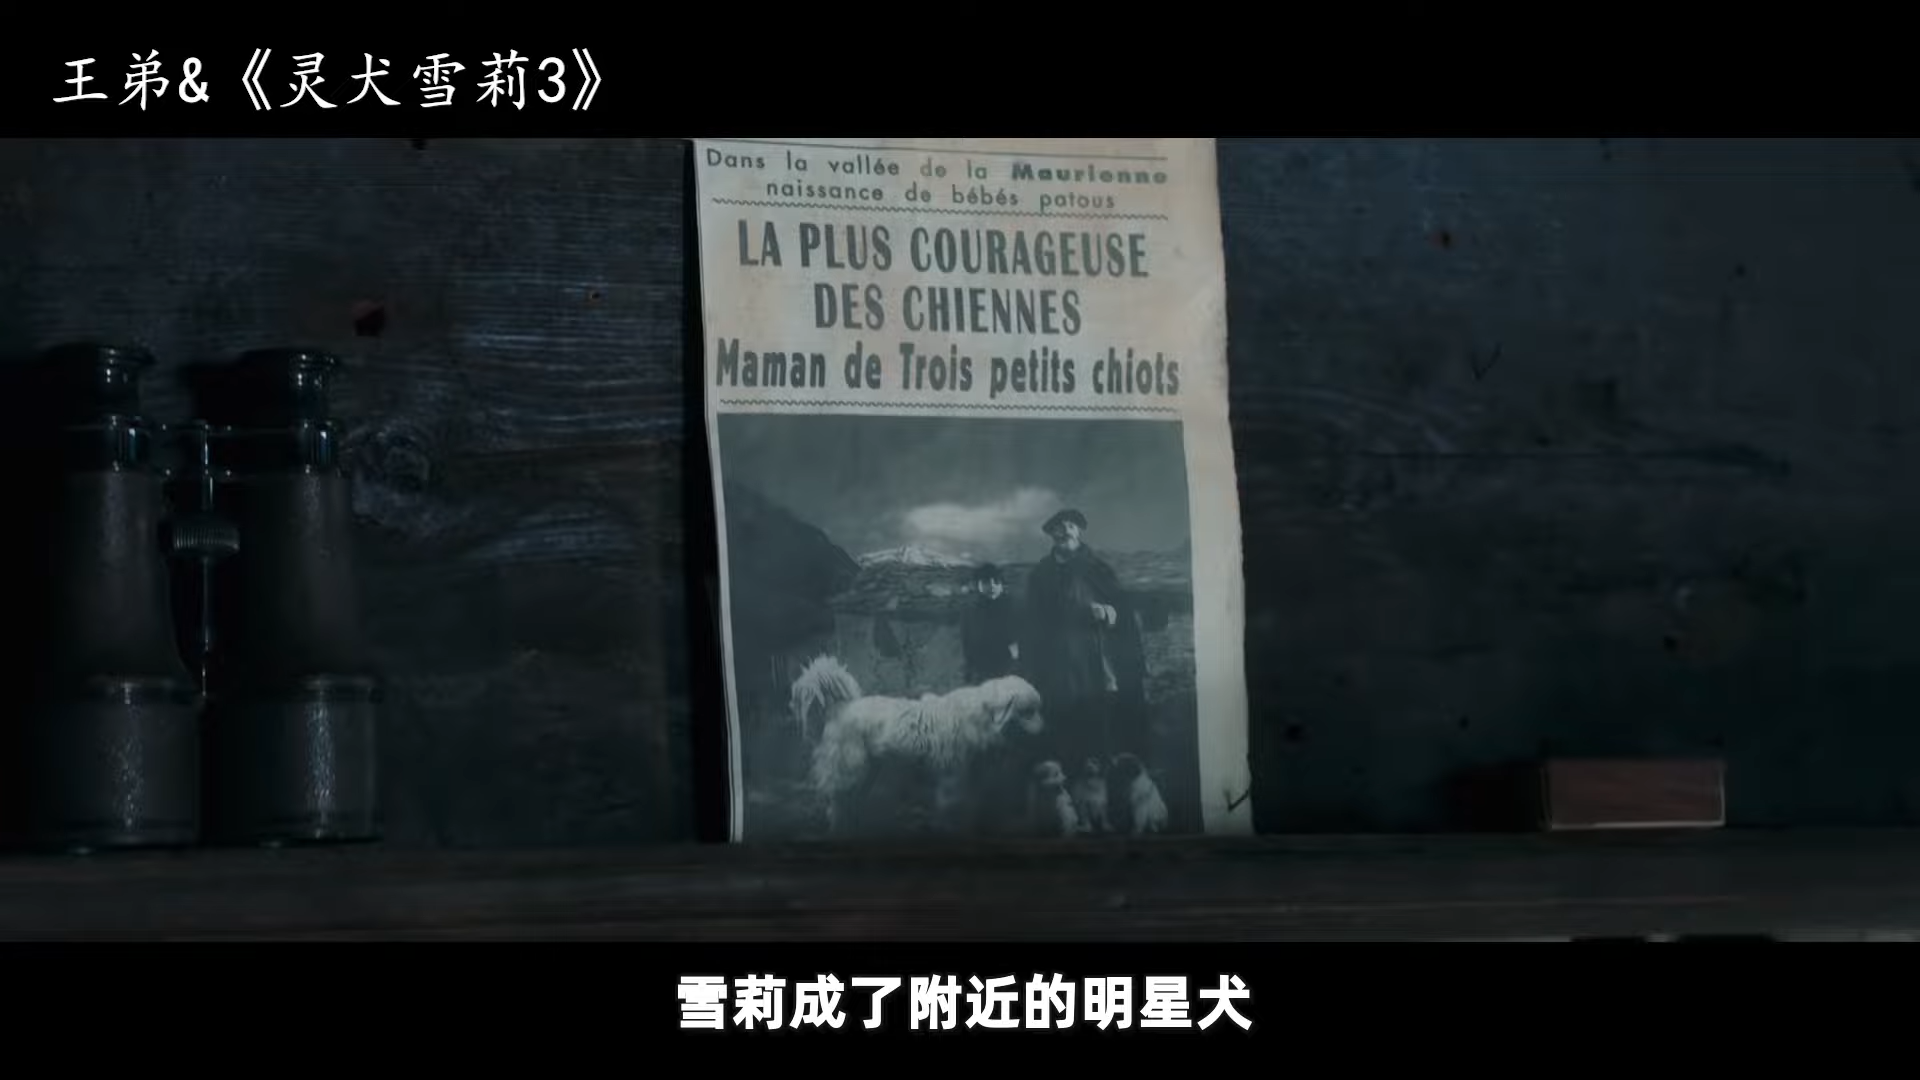 王弟&《灵犬雪莉3》
Dans la vallée de la Maurienne
naissance de bébés patous
LA PLUS COURAGEUSE
DES CHIENNES
Maman de Trois petits chiots
雪莉成了附近的明星犬